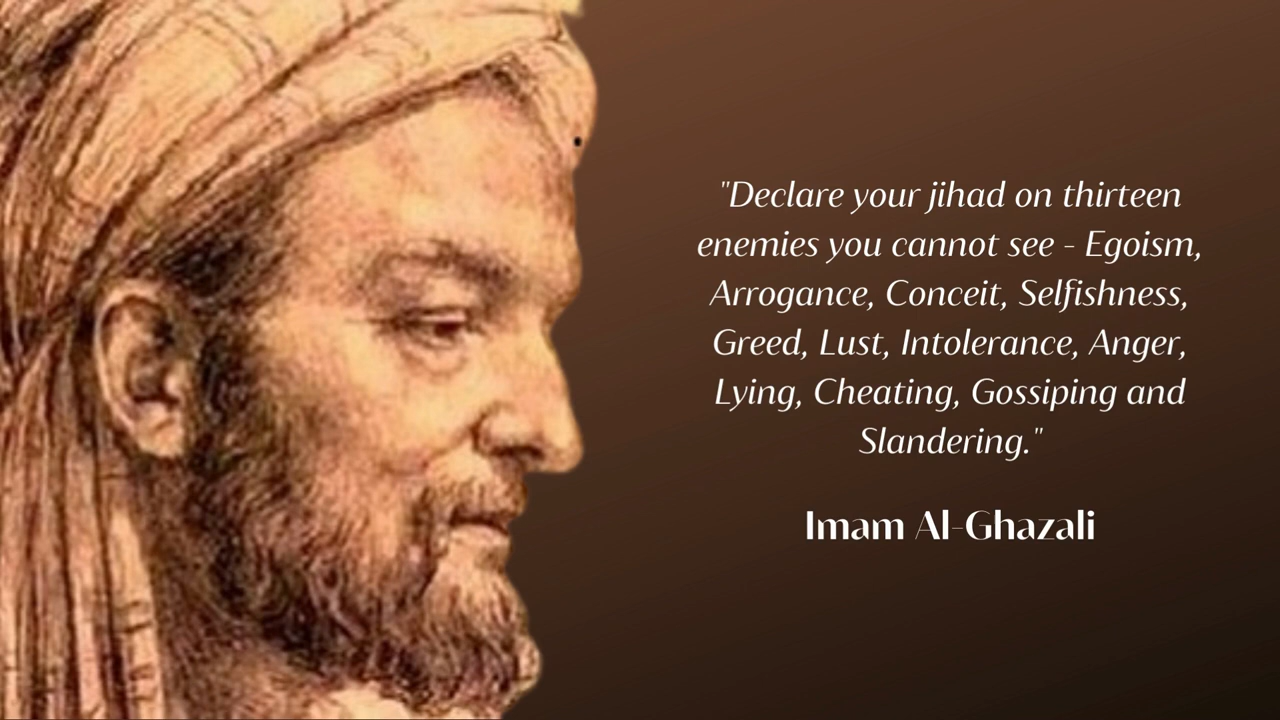 "Declare your jihad on thirteen
enemies you cannot see - Egoism,
Arrogance, Conceit, Selfishness,
Greed, Lust, Intolerance, Anger,
Lying, Cheating, Gossiping and
Slandering."
Imam Al-Ghazali